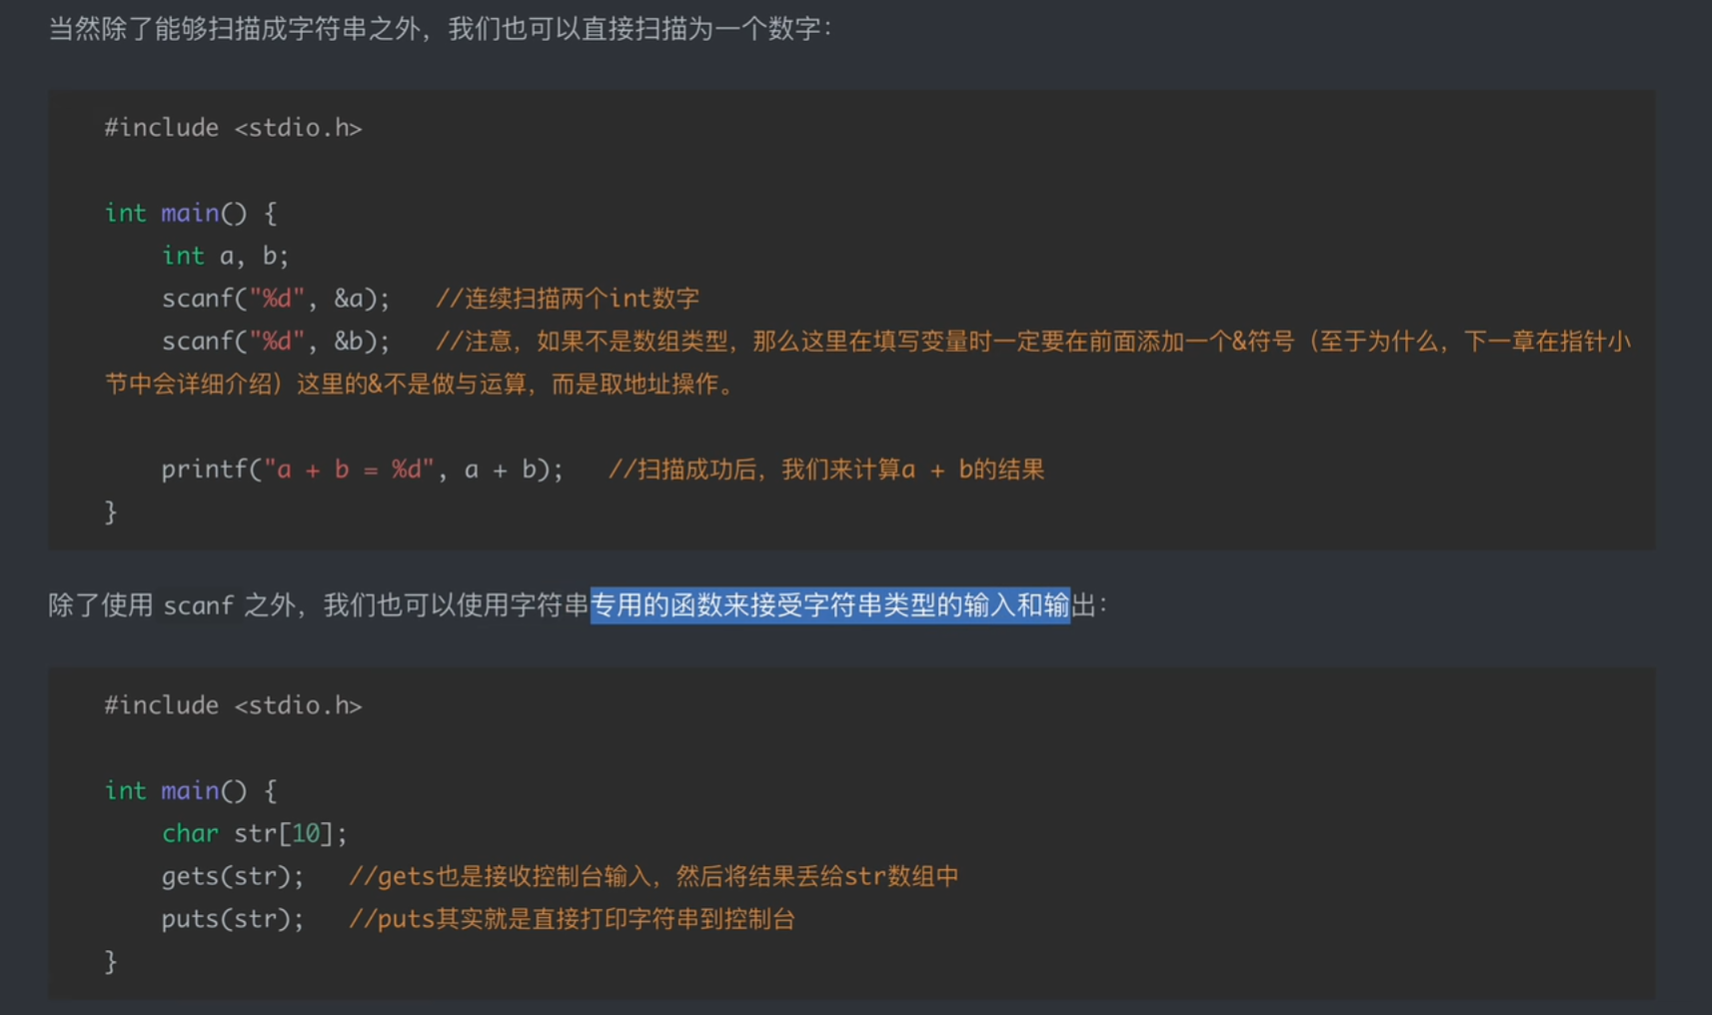 当然除了能够扫描成字符串之外，我们也可以直接扫描为一个数字：
#include <stdio.h>
int main() {
    int a, b;
    scanf("%d", &a);   //连续扫描两个int数字
    scanf("%d", &b);   //注意，如果不是数组类型，那么这里在填写变量时一定要在前面添加一个&符号（至于为什么，下一章在指针小
节中会详细介绍）这里的&不是做与运算，而是取地址操作。
    printf("a + b = %d", a + b);   //扫描成功后，我们来计算a + b的结果
}
除了使用 scanf 之外，我们也可以使用字符串专用的函数来接受字符串类型的输入和输出：
#include <stdio.h>
int main() {
    char str[10];
    gets(str);   //gets也是接收控制台输入，然后将结果丢给str数组中
    puts(str);   //puts其实就是直接打印字符串到控制台
}